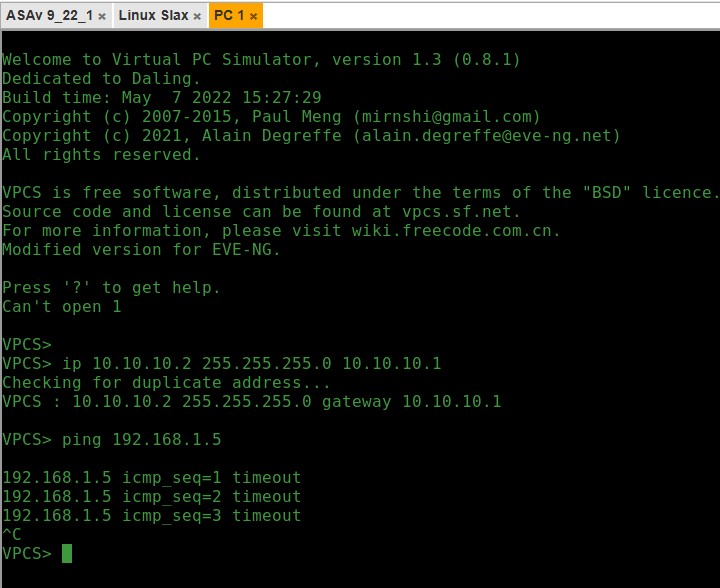 ASAv 9_22_1 × Linux Slax × PC 1 ×
Welcome to Virtual PC Simulator, version 1.3 (0.8.1)
Dedicated to Daling.
Build time: May  7 2022 15:27:29
Copyright (c) 2007-2015, Paul Meng (mirnshi@gmail.com)
Copyright (c) 2021, Alain Degreffe (alain.degreffe@eve-ng.net)
All rights reserved.
VPCS is free software, distributed under the terms of the "BSD" licence.
Source code and license can be found at vpcs.sf.net.
For more information, please visit wiki.freecode.com.cn.
Modified version for EVE-NG.
Press '?' to get help.
Can't open 1
VPCS>
VPCS> ip 10.10.10.2 255.255.255.0 10.10.10.1
Checking for duplicate address...
VPCS : 10.10.10.2 255.255.255.0 gateway 10.10.10.1
VPCS> ping 192.168.1.5
192.168.1.5 icmp_seq=1 timeout
192.168.1.5 icmp_seq=2 timeout
192.168.1.5 icmp_seq=3 timeout
^C
VPCS>